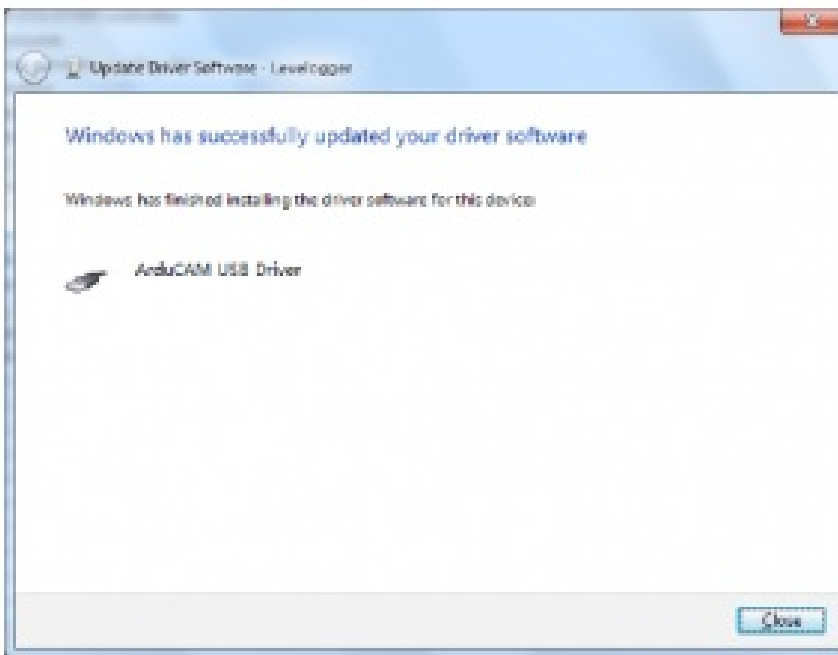 Update Driver Software - Levelogger
Windows has successfully updated your driver software
Windows has finished installing the driver software for this device:
ArduCAM USB Driver
Close